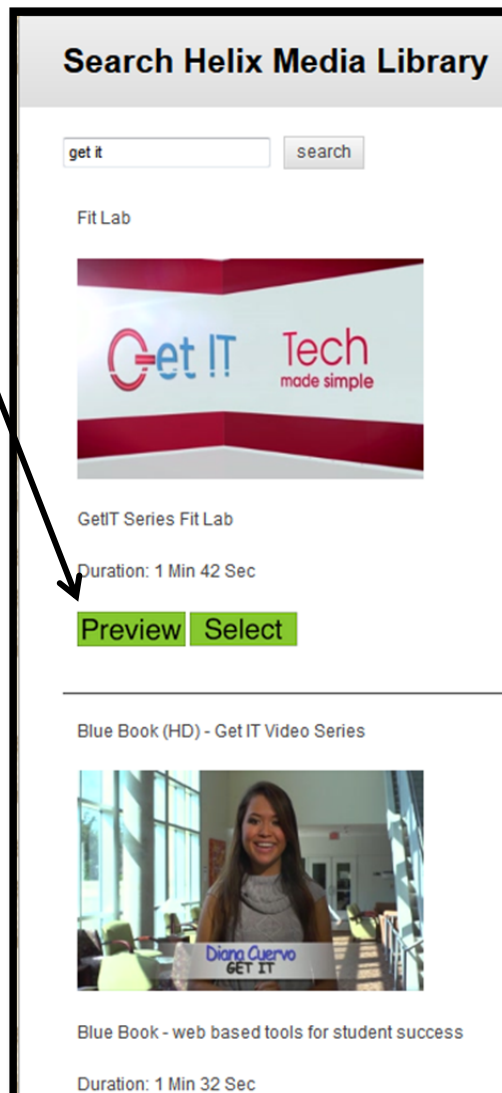 Search Helix Media Library
get it
search
Fit Lab
Get IT Tech
made simple
GetIT Series Fit Lab
Duration: 1 Min 42 Sec
Preview Select
Blue Book (HD) - Get IT Video Series
Diana Cuervo
GET IT
Blue Book - web based tools for student success
Duration: 1 Min 32 Sec